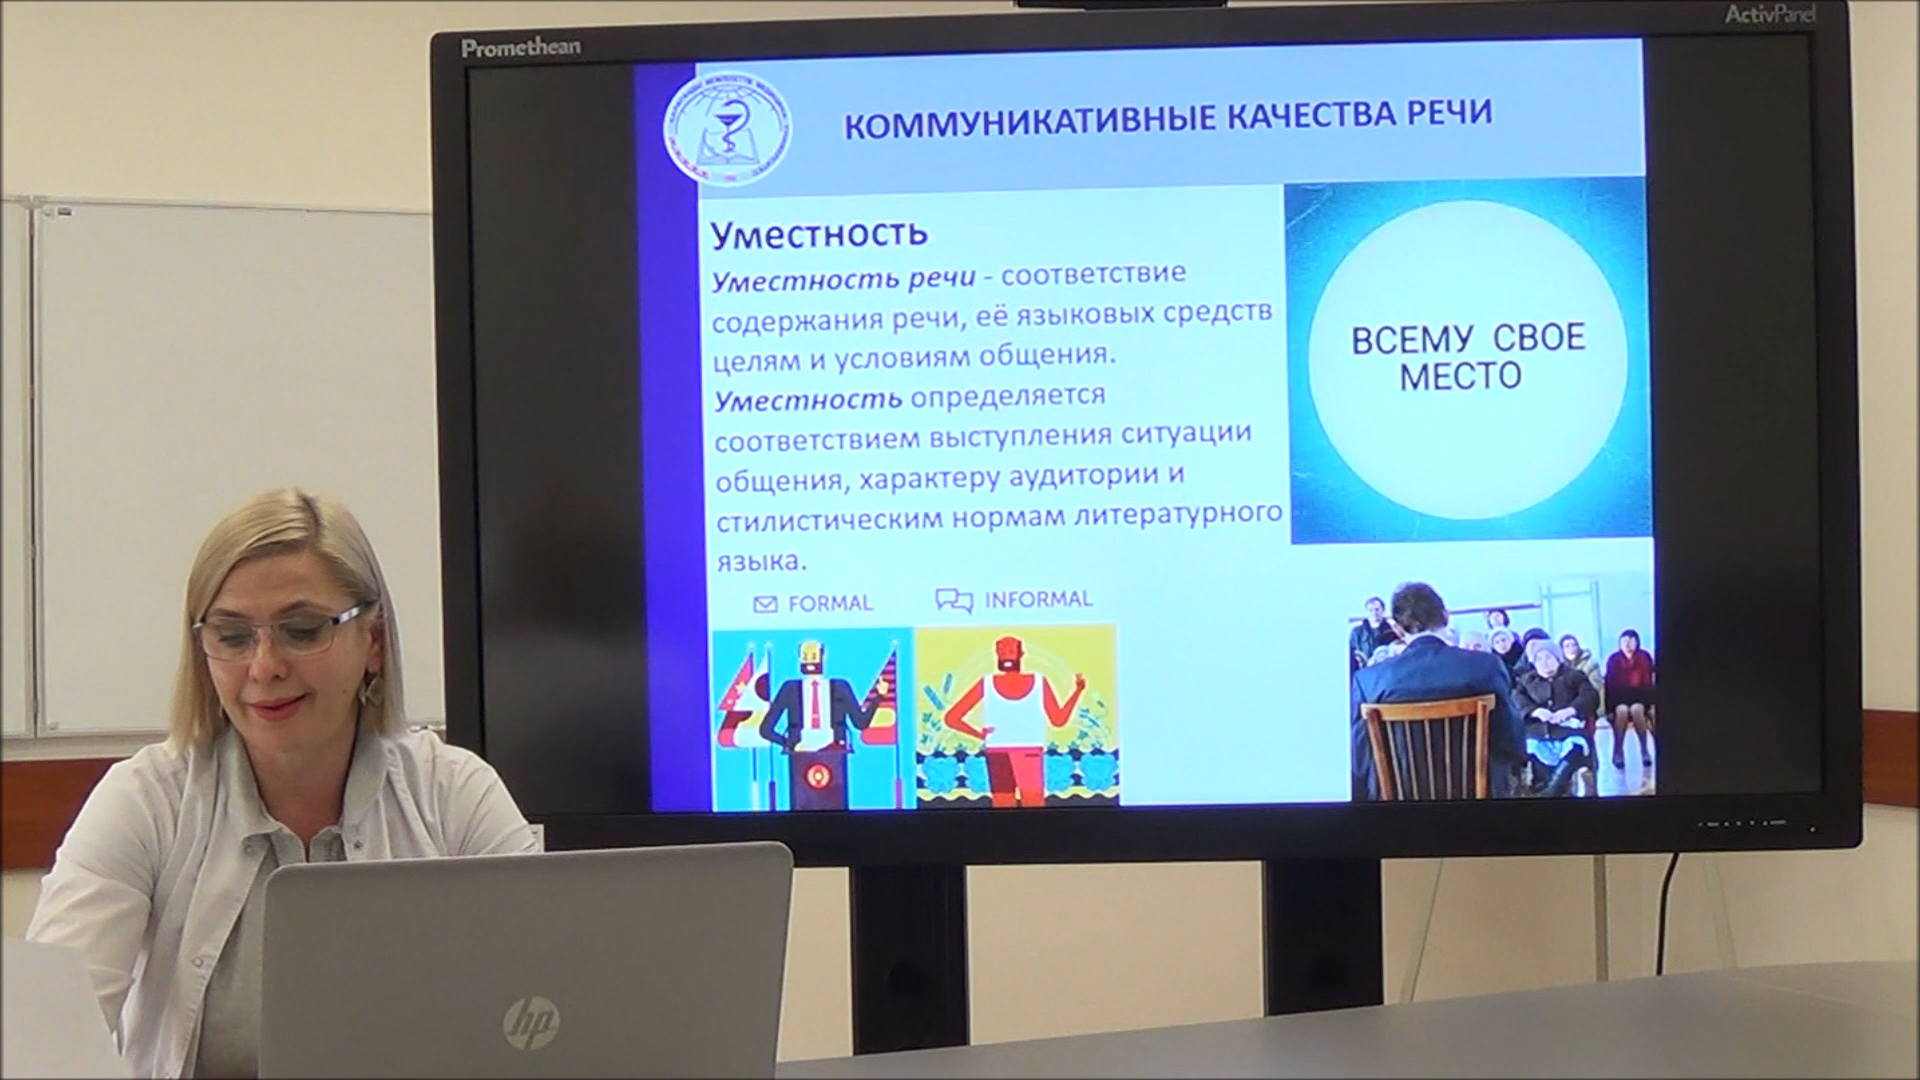 Promethean
ActivPanel
КОММУНИКАТИВНЫЕ КАЧЕСТВА РЕЧИ
Уместность
Уместность речи - соответствие
содержания речи, её языковых средств
целям и условиям общения.
Уместность определяется
соответствием выступления ситуации
общения, характеру аудитории и
стилистическим нормам литературного
языка.
ВСЕМУ СВОЕ
МЕСТО
FORMAL
INFORMAL
hp